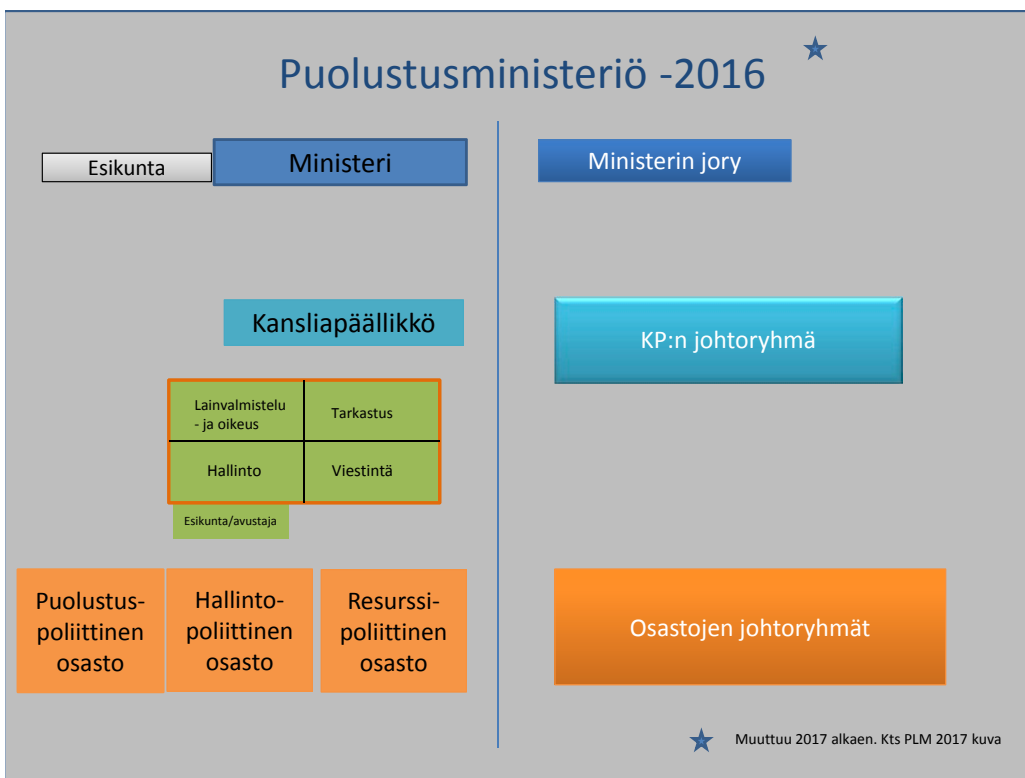 Puolustusministeriö -2016
Esikunta
Ministeri
Ministerin jory
Kansliapäällikkö
KP:n johtoryhmä
Lainvalmistelu
- ja oikeus
Tarkastus
Hallinto
Viestintä
Esikunta/avustaja
Puolustus-
poliittinen
osasto
Hallinto-
poliittinen
osasto
Resurssi-
poliittinen
osasto
Osastojen johtoryhmät
Muuttuu 2017 alkaen. Kts PLM 2017 kuva